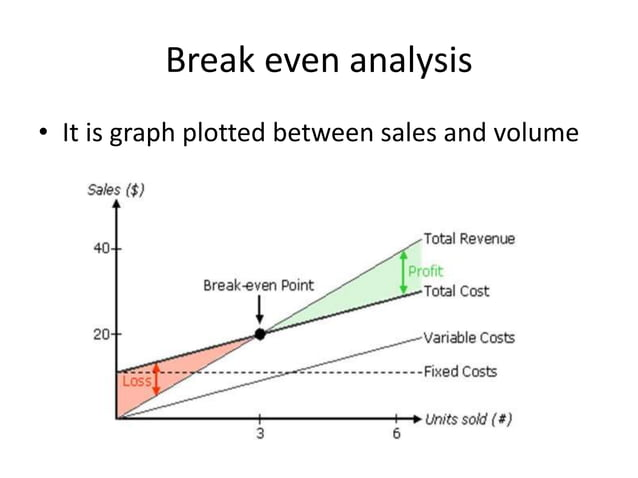 Break even analysis
• It is graph plotted between sales and volume
Sales ($)
40
Total Revenue
Profit
Break-even Point
Total Cost
20
Variable Costs
Fixed Costs
Loss
Units sold (#)
3
6